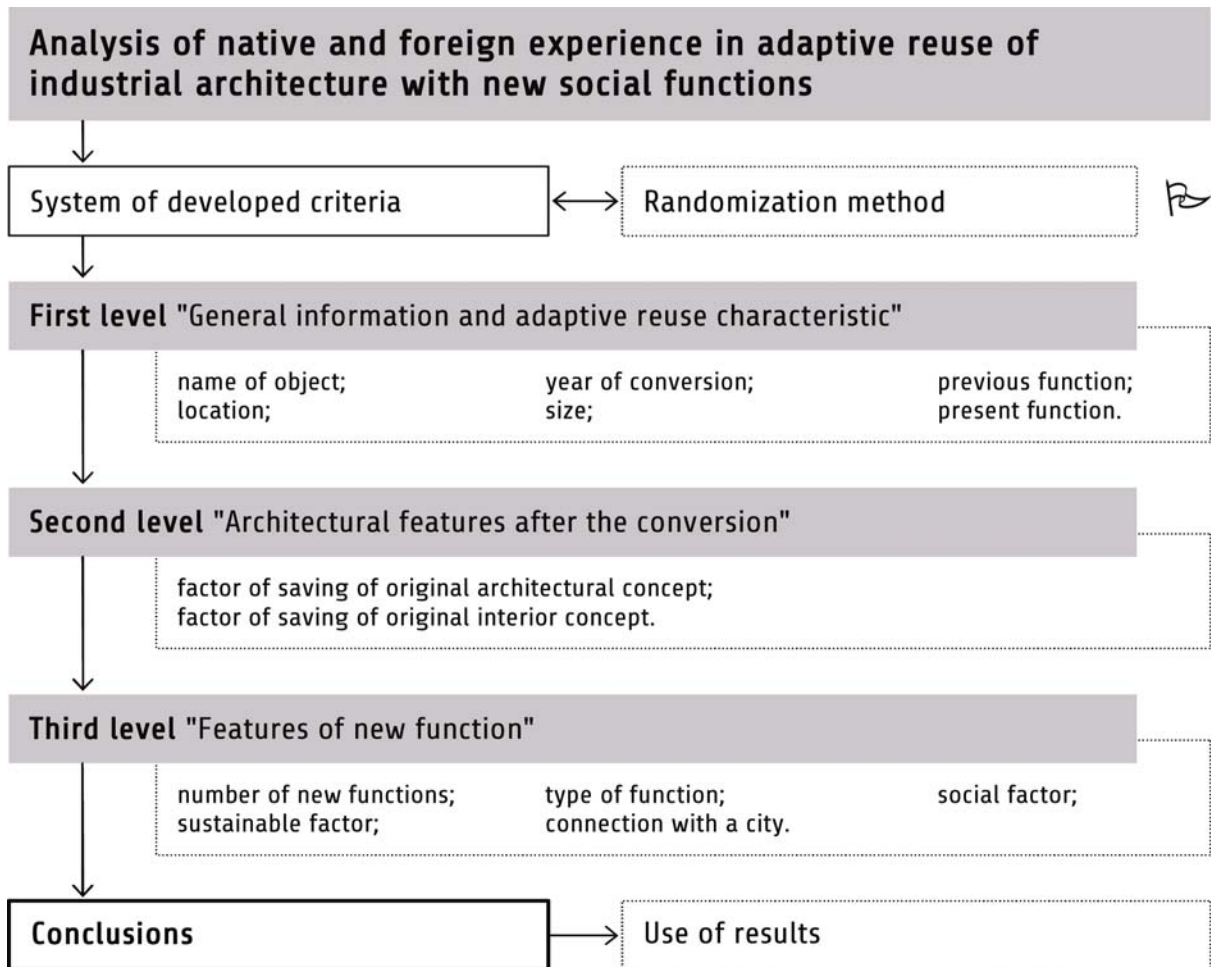 Analysis of native and foreign experience in adaptive reuse of
industrial architecture with new social functions
System of developed criteria
Randomization method
First level "General information and adaptive reuse characteristic"
name of object; year of conversion; previous function;
location; size; present function.
Second level "Architectural features after the conversion"
factor of saving of original architectural concept;
factor of saving of original interior concept.
Third level "Features of new function"
number of new functions; type of function; social factor;
sustainable factor; connection with a city.
Conclusions
Use of results